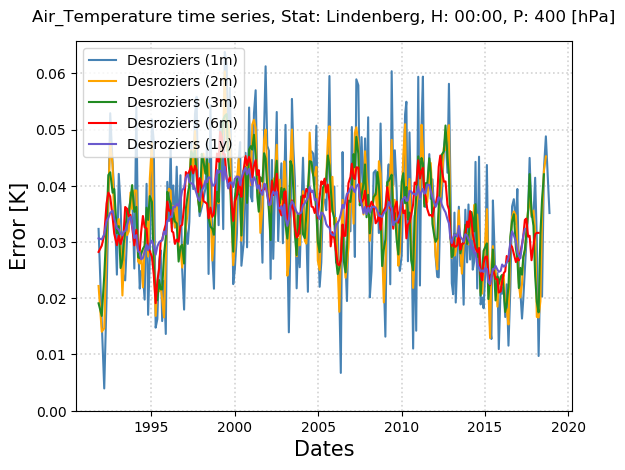 Air_Temperature time series, Stat: Lindenberg, H: 00:00, P: 400 [hPa]
Desroziers (1m)
Desroziers (2m)
Desroziers (3m)
Desroziers (6m)
Desroziers (1y)
0.06
0.05
0.04
0.03
0.02
0.01
0.00
Error [K]
1995 2000 2005 2010 2015 2020
Dates